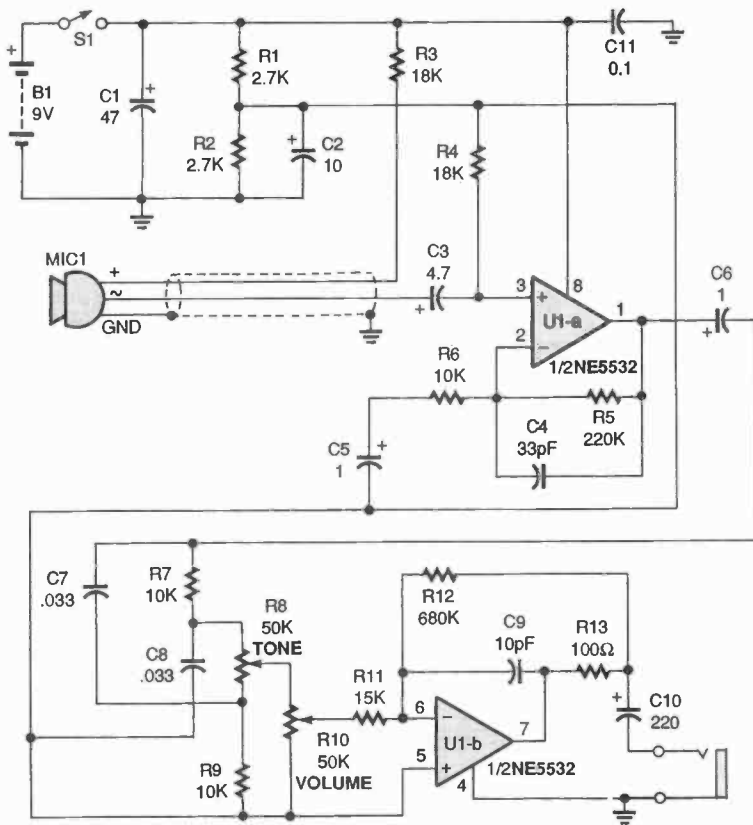 S1
+
B1
9V
C1
47
+
R1
2.7K
R2
2.7K
+
C2
10
R3
18K
C11
0.1
R4
18K
MIC1
+
~
GND
C3
4.7
+
3
+
8
U1-a
1
2
−
1/2NE5532
C6
1
+
R6
10K
R5
220K
C4
33pF
C5
1
+
C7
.033
R7
10K
C8
.033
R8
50K
TONE
R9
10K
R10
50K
VOLUME
R11
15K
R12
680K
C9
10pF
R13
100Ω
6
−
U1-b
7
5
+
4
1/2NE5532
+
C10
220